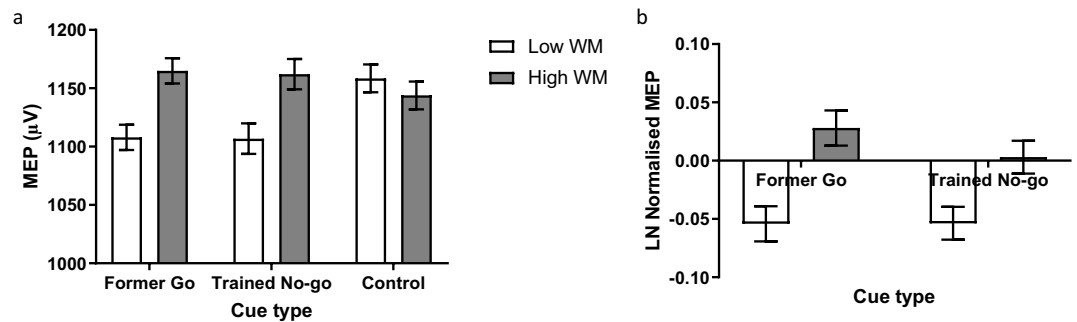 a
1200
1150
1100
1050
1000
MEP (μV)
Former Go
Trained No-go
Control
Cue type
Low WM
High WM
b
0.10
0.05
0.00
-0.05
-0.10
LN Normalised MEP
Former Go
Trained No-go
Cue type